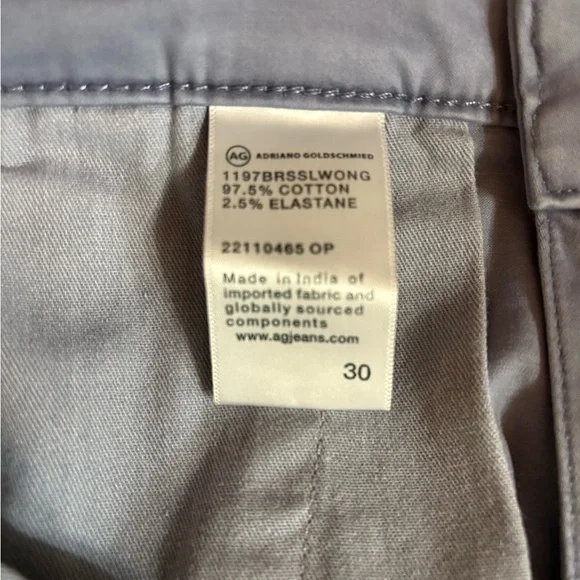 AG ADRIANO GOLDSCHMIED
1197BRSSLWONG
97.5% COTTON
2.5% ELASTANE
22110465 OP
Made in India of
imported fabric and
globally sourced
components
www.agjeans.com
30